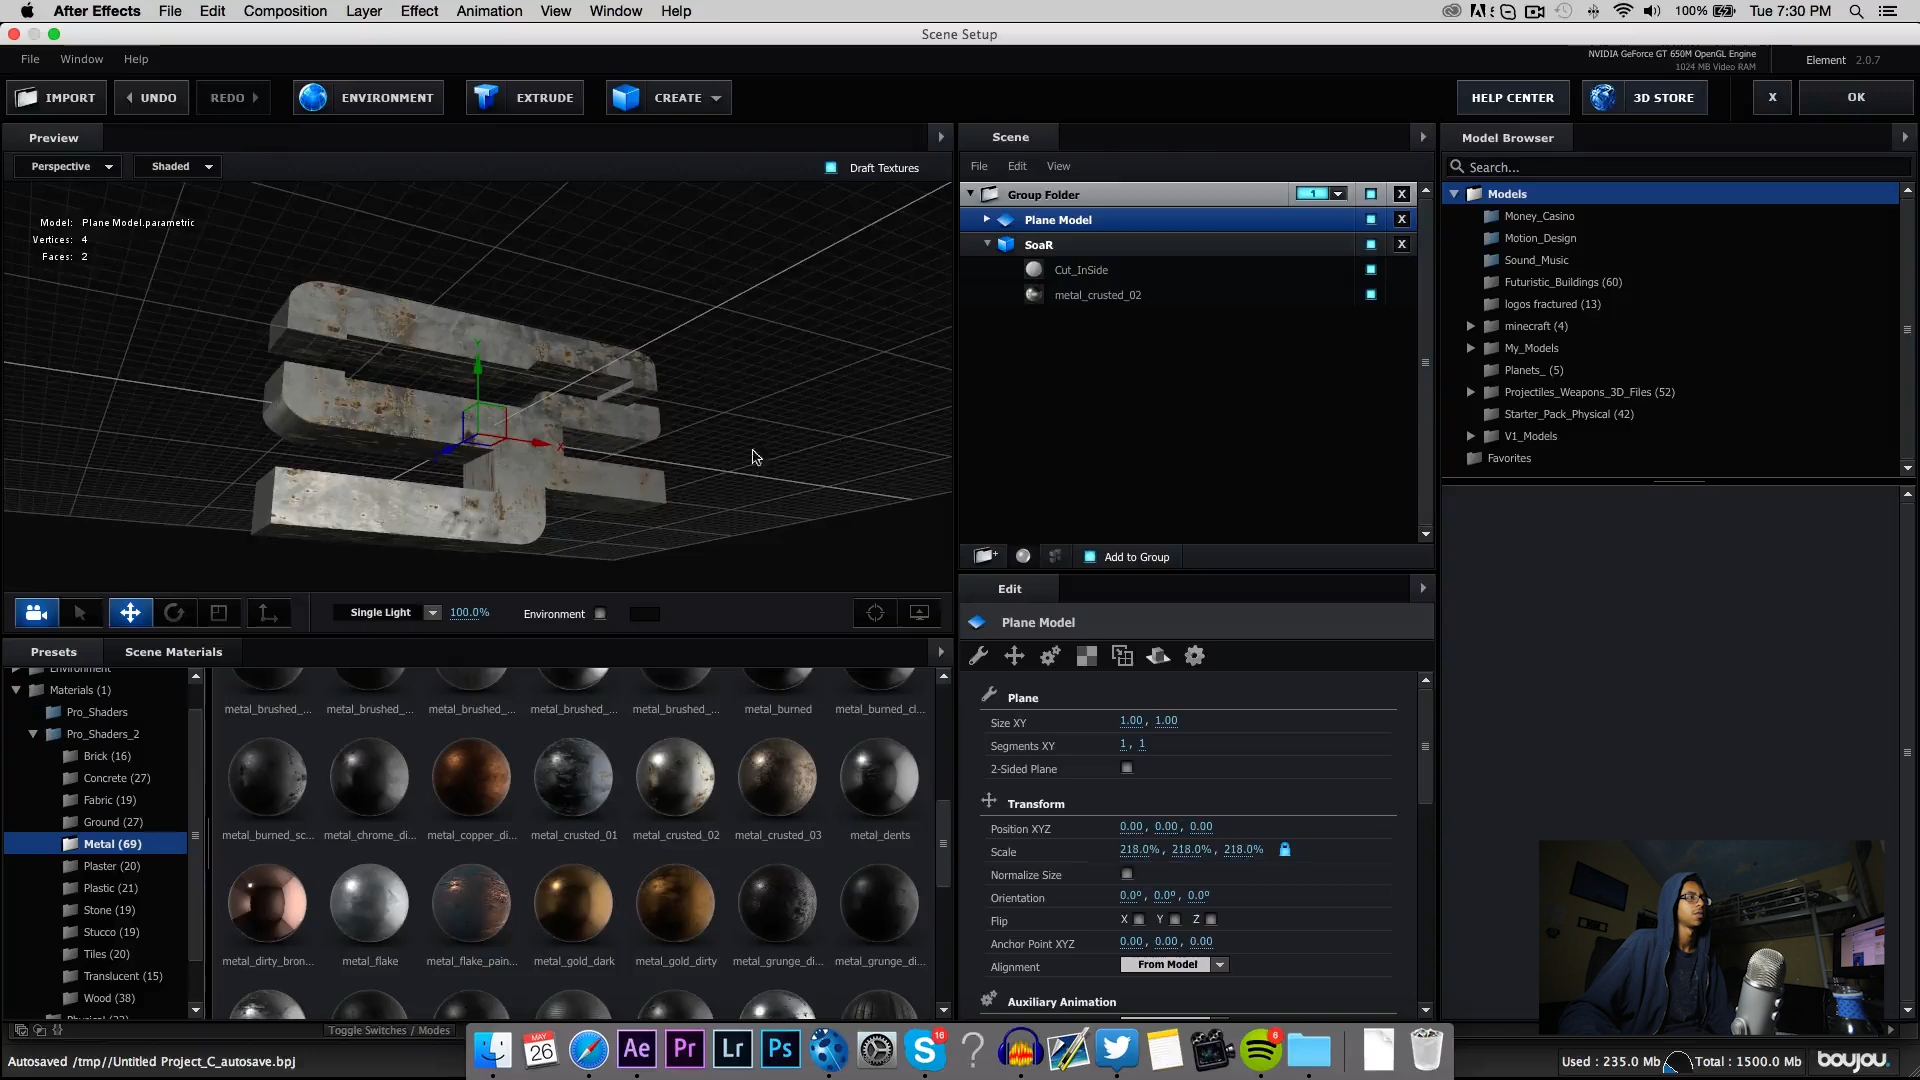 After Effects File Edit Composition Layer Effect Animation View Window Help 100% Tue 7:30 PM
Scene Setup
File Window Help NVIDIA GeForce GT 650M OpenGL Engine
1024 MB Video RAM
Element 2.0.7
IMPORT UNDO REDO ENVIRONMENT EXTRUDE CREATE HELP CENTER 3D STORE X OK
Preview
Perspective Shaded Draft Textures
Model: Plane Model.parametric
Vertices: 4
Faces: 2
Y
X
Single Light 100.0% Environment
Scene
File Edit View
Group Folder 1 X
Plane Model X
SoaR X
Cut_InSide
metal_crusted_02
Add to Group
Model Browser
Search...
Models
Money_Casino
Motion_Design
Sound_Music
Futuristic_Buildings (60)
logos fractured (13)
minecraft (4)
My_Models
Planets_ (5)
Projectiles_Weapons_3D_Files (52)
Starter_Pack_Physical (42)
V1_Models
Favorites
Edit
Plane Model
Plane
Size XY 1.00, 1.00
Segments XY 1, 1
2-Sided Plane
Transform
Position XYZ 0.00, 0.00, 0.00
Scale 218.0%, 218.0%, 218.0%
Normalize Size
Orientation 0.0°, 0.0°, 0.0°
Flip X Y Z
Anchor Point XYZ 0.00, 0.00, 0.00
Alignment From Model
Auxiliary Animation
Presets Scene Materials
Environment
Materials (1)
Pro_Shaders
Pro_Shaders_2
Brick (16)
Concrete (27)
Fabric (19)
Ground (27)
Metal (69)
Plaster (20)
Plastic (21)
Stone (19)
Stucco (19)
Tiles (20)
Translucent (15)
Wood (38)
metal_brushed_... metal_brushed_... metal_brushed_... metal_brushed_... metal_brushed_... metal_burned metal_burned_cl...
metal_burned_sc... metal_chrome_di... metal_copper_di... metal_crusted_01 metal_crusted_02 metal_crusted_03 metal_dents
metal_dirty_bron... metal_flake metal_flake_pain... metal_gold_dark metal_gold_dirty metal_grunge_di... metal_grunge_di...
Toggle Switches / Modes
Autosaved /tmp//Untitled Project_C_autosave.bpj
MAY
26
Ae Pr Lr Ps
16
6
Used : 235.0 Mb Total : 1500.0 Mb boujou.